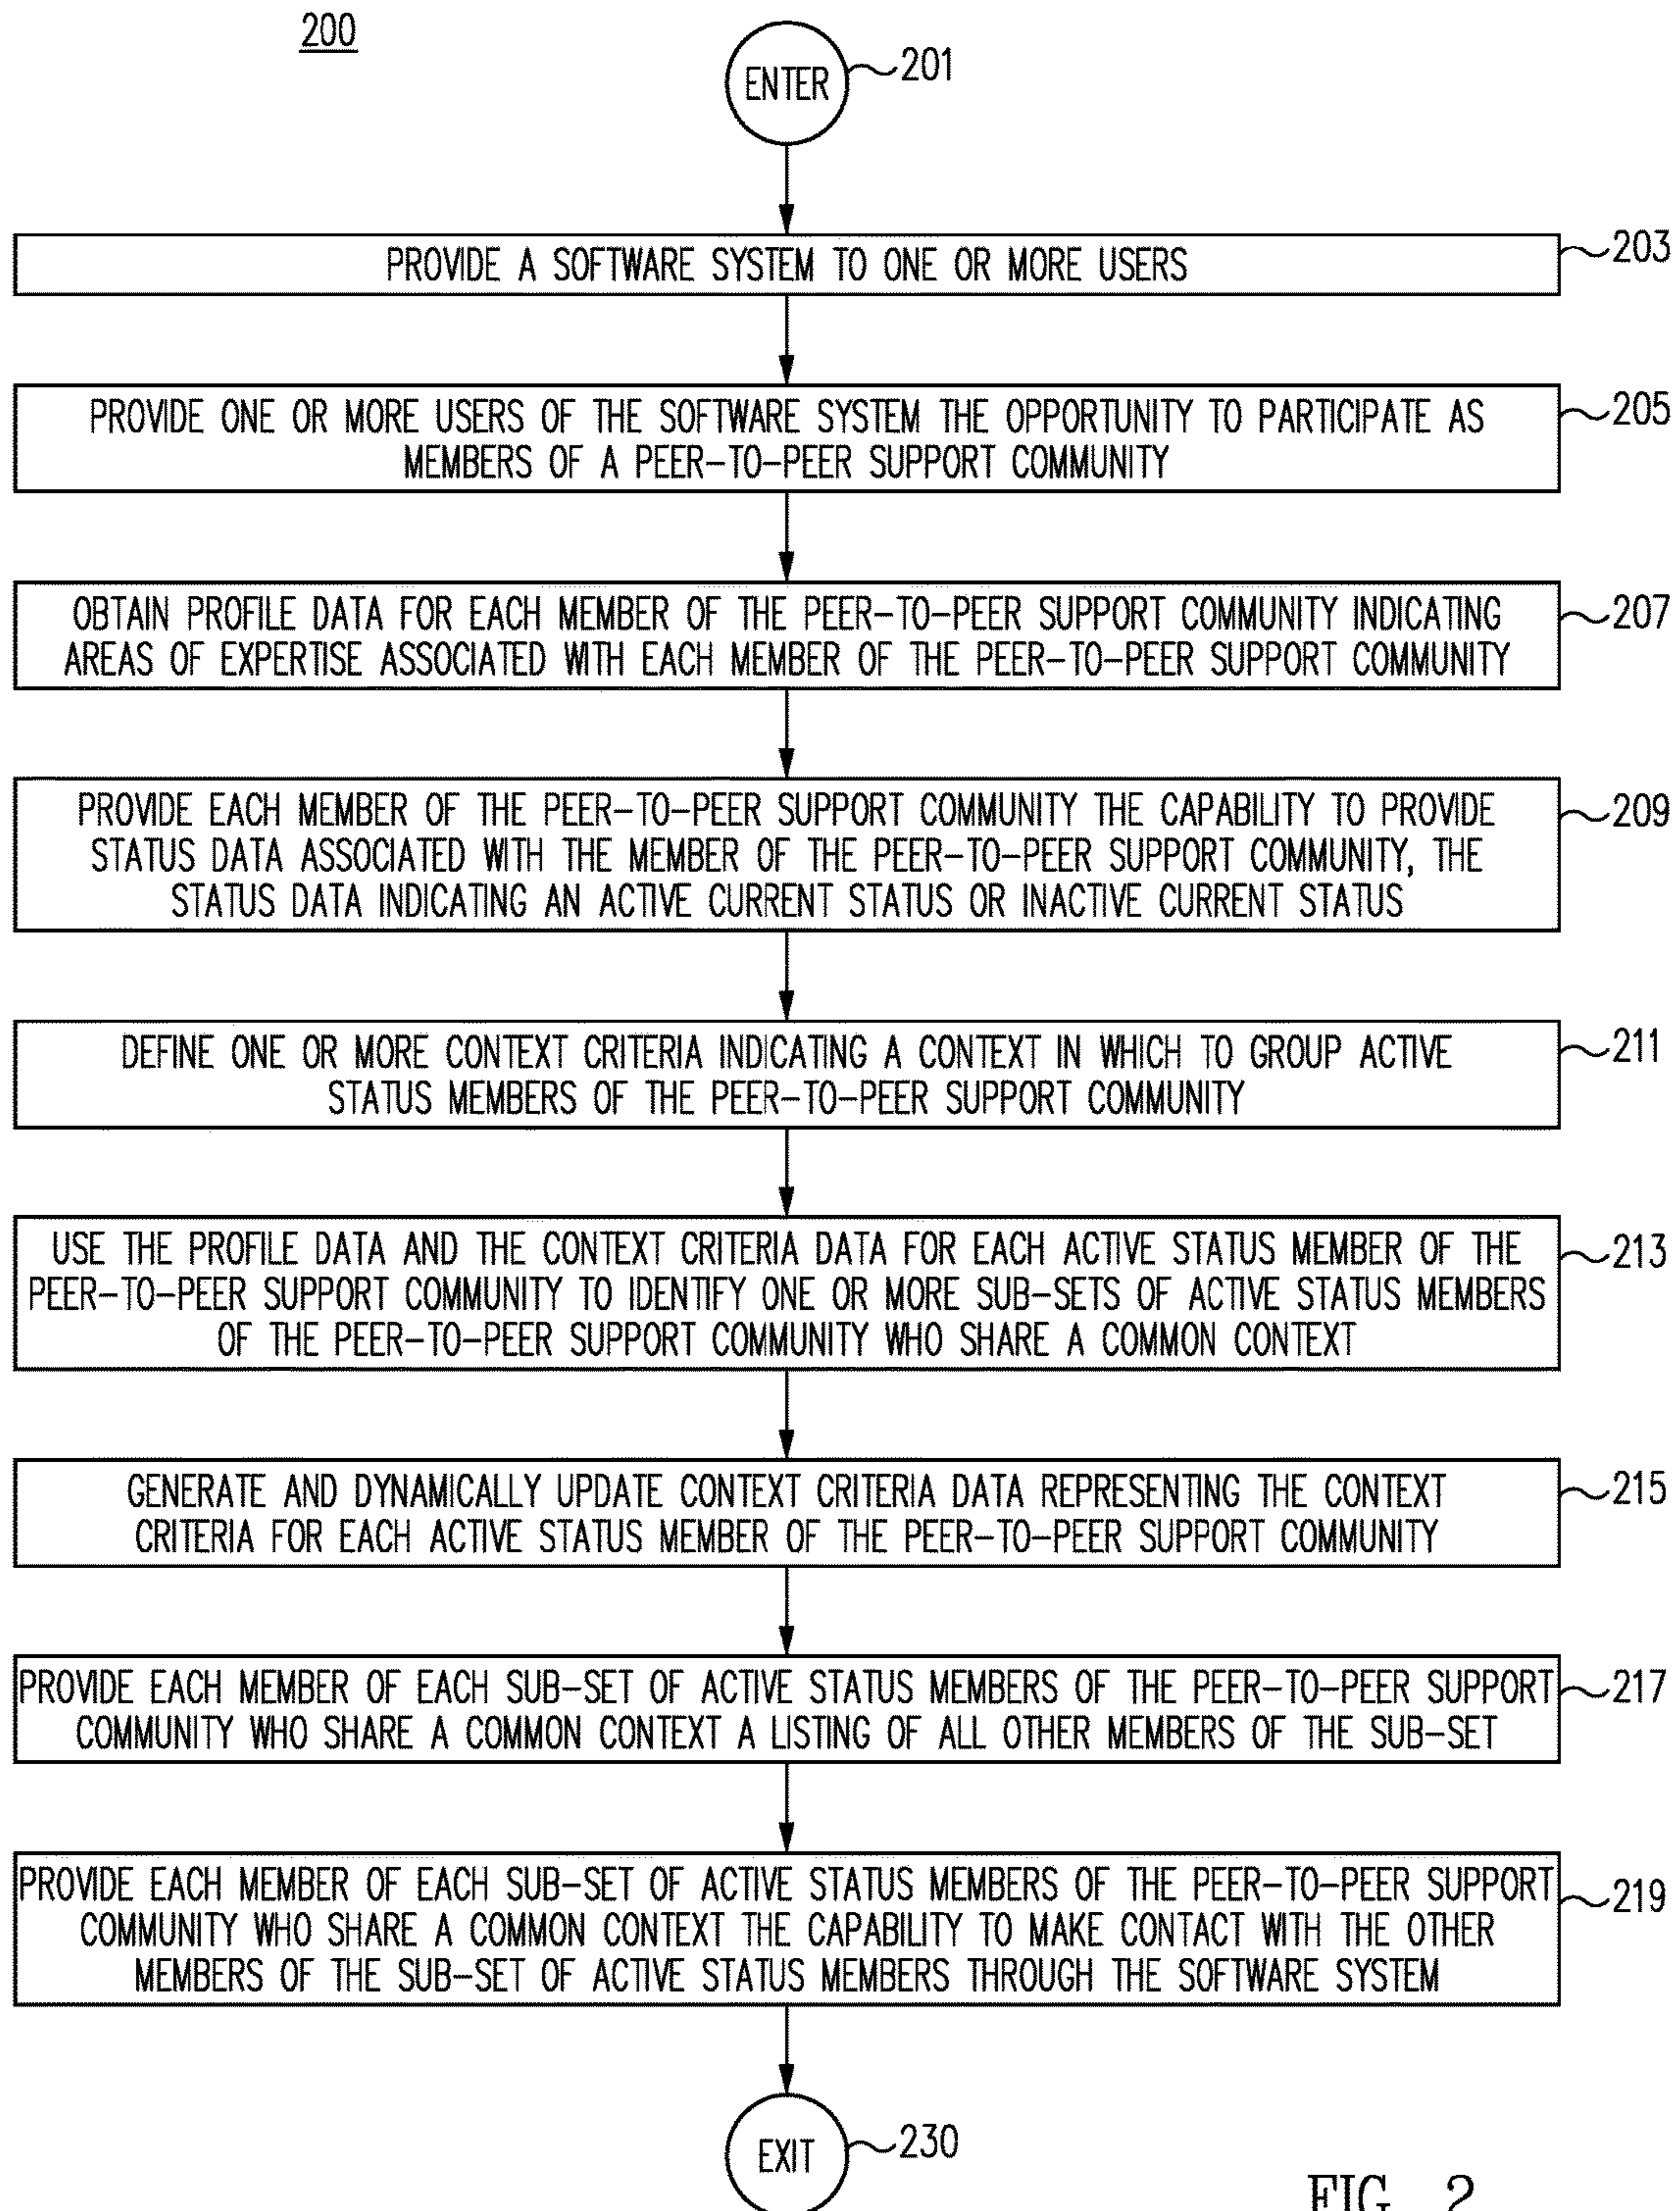 200
ENTER
201
PROVIDE A SOFTWARE SYSTEM TO ONE OR MORE USERS
203
PROVIDE ONE OR MORE USERS OF THE SOFTWARE SYSTEM THE OPPORTUNITY TO PARTICIPATE AS
MEMBERS OF A PEER-TO-PEER SUPPORT COMMUNITY
205
OBTAIN PROFILE DATA FOR EACH MEMBER OF THE PEER-TO-PEER SUPPORT COMMUNITY INDICATING
AREAS OF EXPERTISE ASSOCIATED WITH EACH MEMBER OF THE PEER-TO-PEER SUPPORT COMMUNITY
207
PROVIDE EACH MEMBER OF THE PEER-TO-PEER SUPPORT COMMUNITY THE CAPABILITY TO PROVIDE
STATUS DATA ASSOCIATED WITH THE MEMBER OF THE PEER-TO-PEER SUPPORT COMMUNITY, THE
STATUS DATA INDICATING AN ACTIVE CURRENT STATUS OR INACTIVE CURRENT STATUS
209
DEFINE ONE OR MORE CONTEXT CRITERIA INDICATING A CONTEXT IN WHICH TO GROUP ACTIVE
STATUS MEMBERS OF THE PEER-TO-PEER SUPPORT COMMUNITY
211
USE THE PROFILE DATA AND THE CONTEXT CRITERIA DATA FOR EACH ACTIVE STATUS MEMBER OF THE
PEER-TO-PEER SUPPORT COMMUNITY TO IDENTIFY ONE OR MORE SUB-SETS OF ACTIVE STATUS MEMBERS
OF THE PEER-TO-PEER SUPPORT COMMUNITY WHO SHARE A COMMON CONTEXT
213
GENERATE AND DYNAMICALLY UPDATE CONTEXT CRITERIA DATA REPRESENTING THE CONTEXT
CRITERIA FOR EACH ACTIVE STATUS MEMBER OF THE PEER-TO-PEER SUPPORT COMMUNITY
215
PROVIDE EACH MEMBER OF EACH SUB-SET OF ACTIVE STATUS MEMBERS OF THE PEER-TO-PEER SUPPORT
COMMUNITY WHO SHARE A COMMON CONTEXT A LISTING OF ALL OTHER MEMBERS OF THE SUB-SET
217
PROVIDE EACH MEMBER OF EACH SUB-SET OF ACTIVE STATUS MEMBERS OF THE PEER-TO-PEER SUPPORT
COMMUNITY WHO SHARE A COMMON CONTEXT THE CAPABILITY TO MAKE CONTACT WITH THE OTHER
MEMBERS OF THE SUB-SET OF ACTIVE STATUS MEMBERS THROUGH THE SOFTWARE SYSTEM
219
EXIT
230
FIG. 2